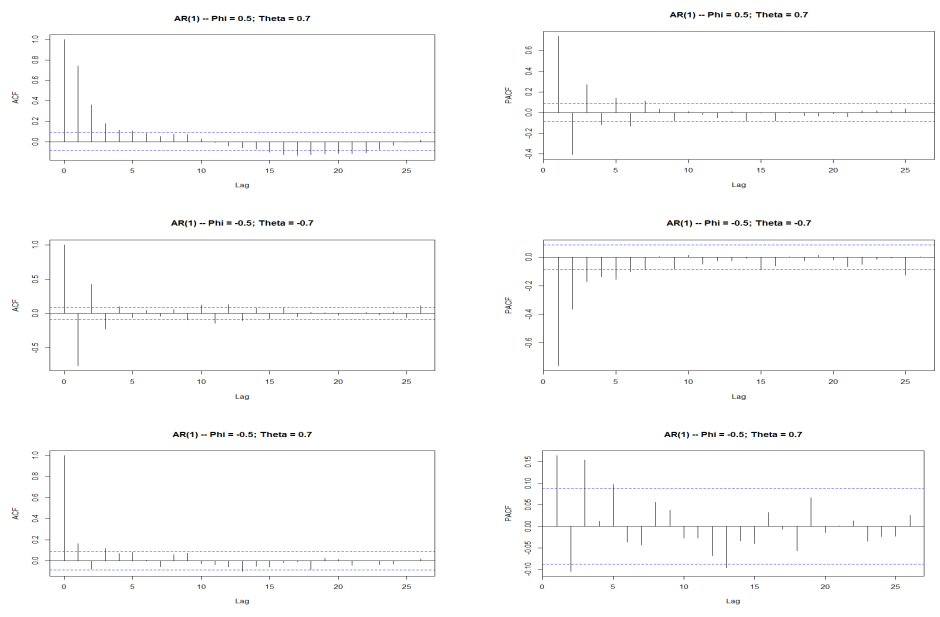 AR(1) -- Phi = 0.5; Theta = 0.7
ACF
1.0
0.8
0.6
0.4
0.2
0.0
0 5 10 15 20 25
Lag
AR(1) -- Phi = 0.5; Theta = 0.7
PACF
0.6
0.4
0.2
0.0
-0.2
-0.4
0 5 10 15 20 25
Lag
AR(1) -- Phi = -0.5; Theta = -0.7
ACF
1.0
0.5
0.0
-0.5
0 5 10 15 20 25
Lag
AR(1) -- Phi = -0.5; Theta = -0.7
PACF
0.0
-0.2
-0.4
-0.6
0 5 10 15 20 25
Lag
AR(1) -- Phi = -0.5; Theta = 0.7
ACF
1.0
0.8
0.6
0.4
0.2
0.0
0 5 10 15 20 25
Lag
AR(1) -- Phi = -0.5; Theta = 0.7
PACF
0.15
0.10
0.05
0.00
-0.05
-0.10
0 5 10 15 20 25
Lag